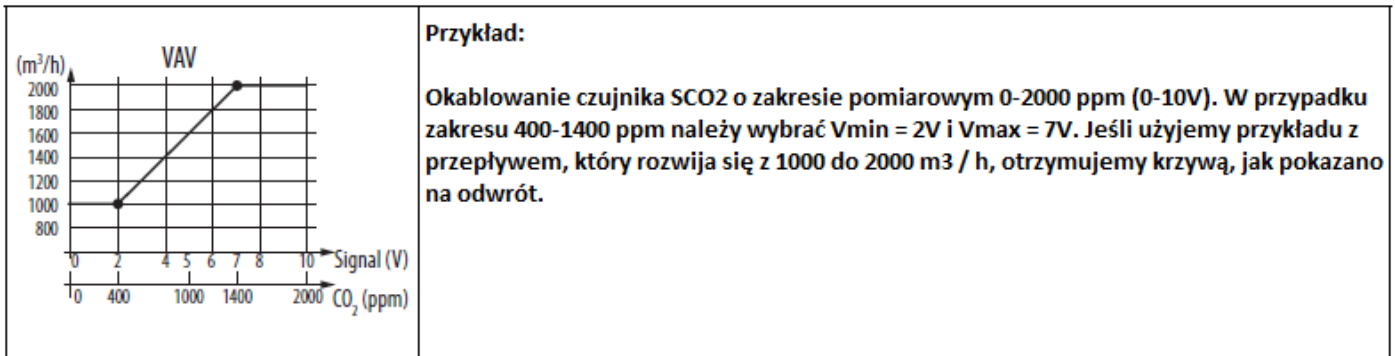 VAV
(m³/h)
2000
1800
1600
1400
1200
1000
800
0 2 4 5 6 7 8 10 Signal (V)
0 400 1000 1400 2000 CO₂ (ppm)
Przykład:
Okablowanie czujnika SCO2 o zakresie pomiarowym 0-2000 ppm (0-10V). W przypadku
zakresu 400-1400 ppm należy wybrać Vmin = 2V i Vmax = 7V. Jeśli użyjemy przykładu z
przepływem, który rozwija się z 1000 do 2000 m3 / h, otrzymujemy krzywą, jak pokazano
na odwrót.